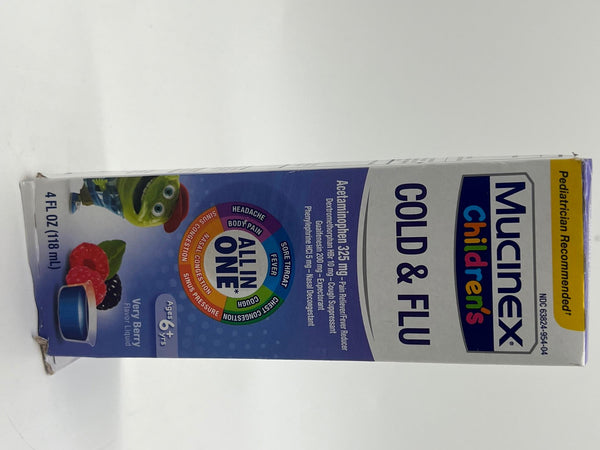 Pediatrician Recommended†
NDC 63824-954-04
Mucinex®
Children's
COLD & FLU
Acetaminophen 325 mg – Pain Reliever/Fever Reducer
Dextromethorphan HBr 10 mg – Cough Suppressant
Guaifenesin 200 mg – Expectorant
Phenylephrine HCl 5 mg – Nasal Decongestant
ALL IN
ONE**
HEADACHE
BODY PAIN
SORE THROAT
FEVER
CHEST CONGESTION
COUGH
SINUS PRESSURE
NASAL CONGESTION
SINUS CONGESTION
Ages 6+ yrs
Very Berry
Flavor Liquid
4 FL OZ (118 mL)